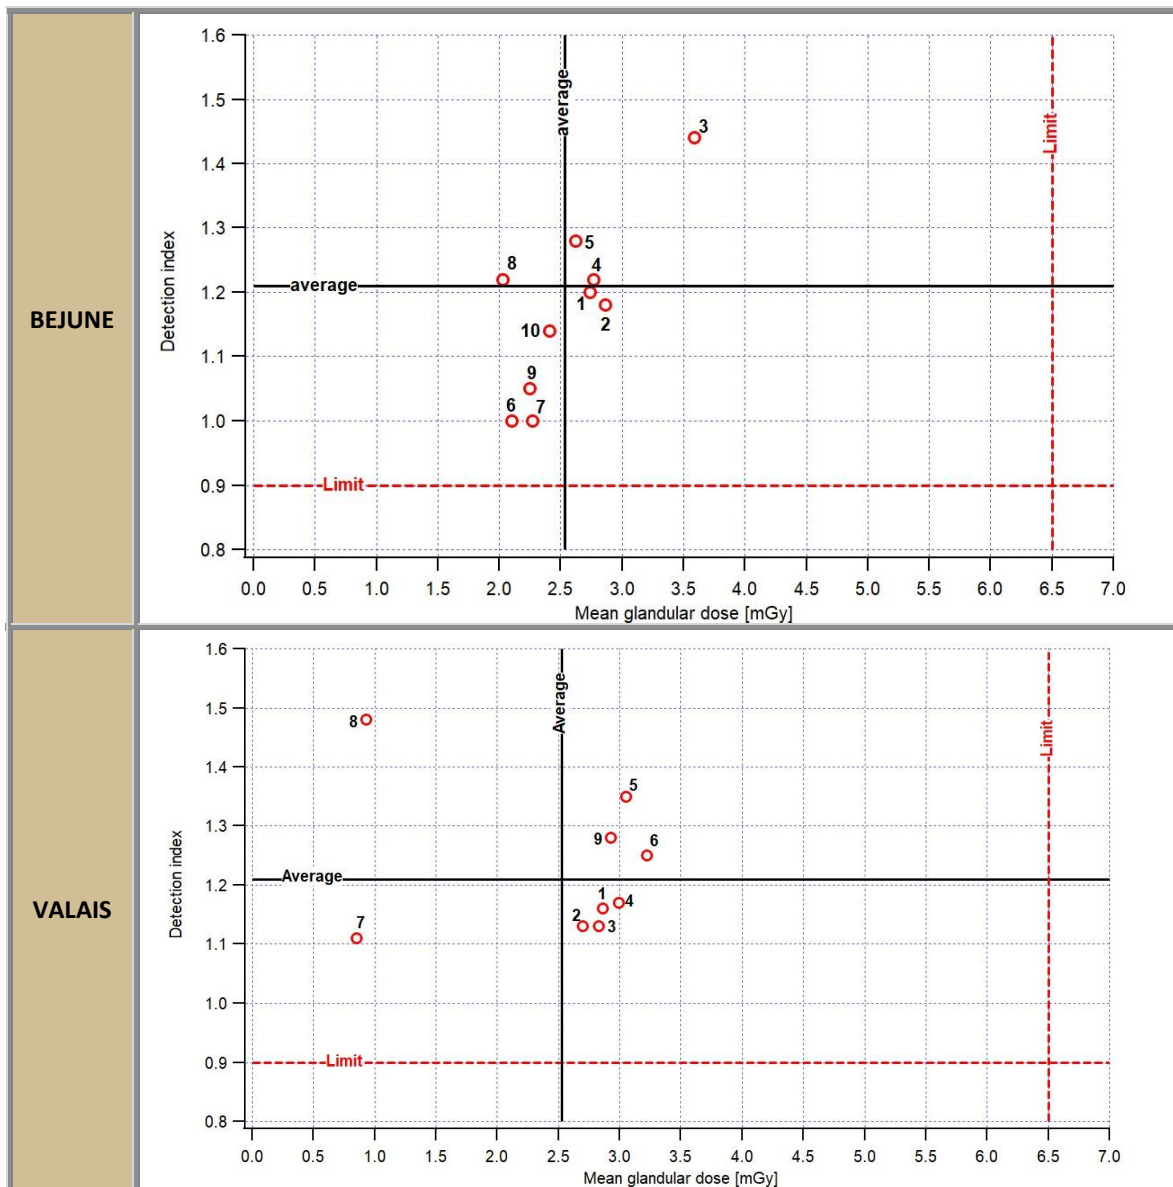 BEJUNE
Detection index
1.6
1.5
1.4
1.3
1.2
1.1
1.0
0.9
0.8
average
Limit
3
5
8
4
average
1
2
10
9
6
7
Limit
0.0 0.5 1.0 1.5 2.0 2.5 3.0 3.5 4.0 4.5 5.0 5.5 6.0 6.5 7.0
Mean glandular dose [mGy]
VALAIS
Detection index
1.6
1.5
1.4
1.3
1.2
1.1
1.0
0.9
0.8
Average
Limit
8
5
9
6
Average
1
4
2
3
7
Limit
0.0 0.5 1.0 1.5 2.0 2.5 3.0 3.5 4.0 4.5 5.0 5.5 6.0 6.5 7.0
Mean glandular dose [mGy]